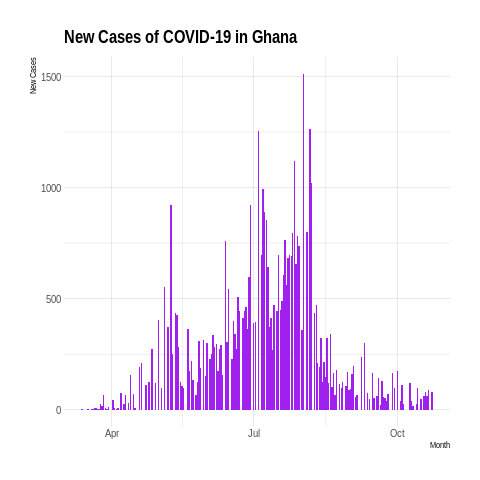 New Cases of COVID-19 in Ghana
New Cases
1500
1000
500
0
Apr
Jul
Oct
Month